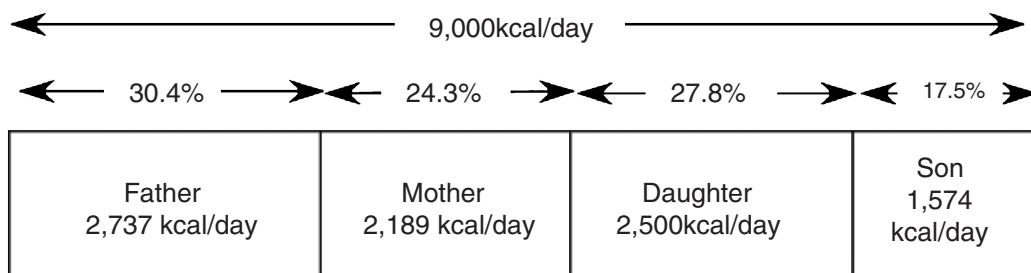 9,000kcal/day
30.4%
24.3%
27.8%
17.5%
Father
2,737 kcal/day
Mother
2,189 kcal/day
Daughter
2,500kcal/day
Son
1,574
kcal/day